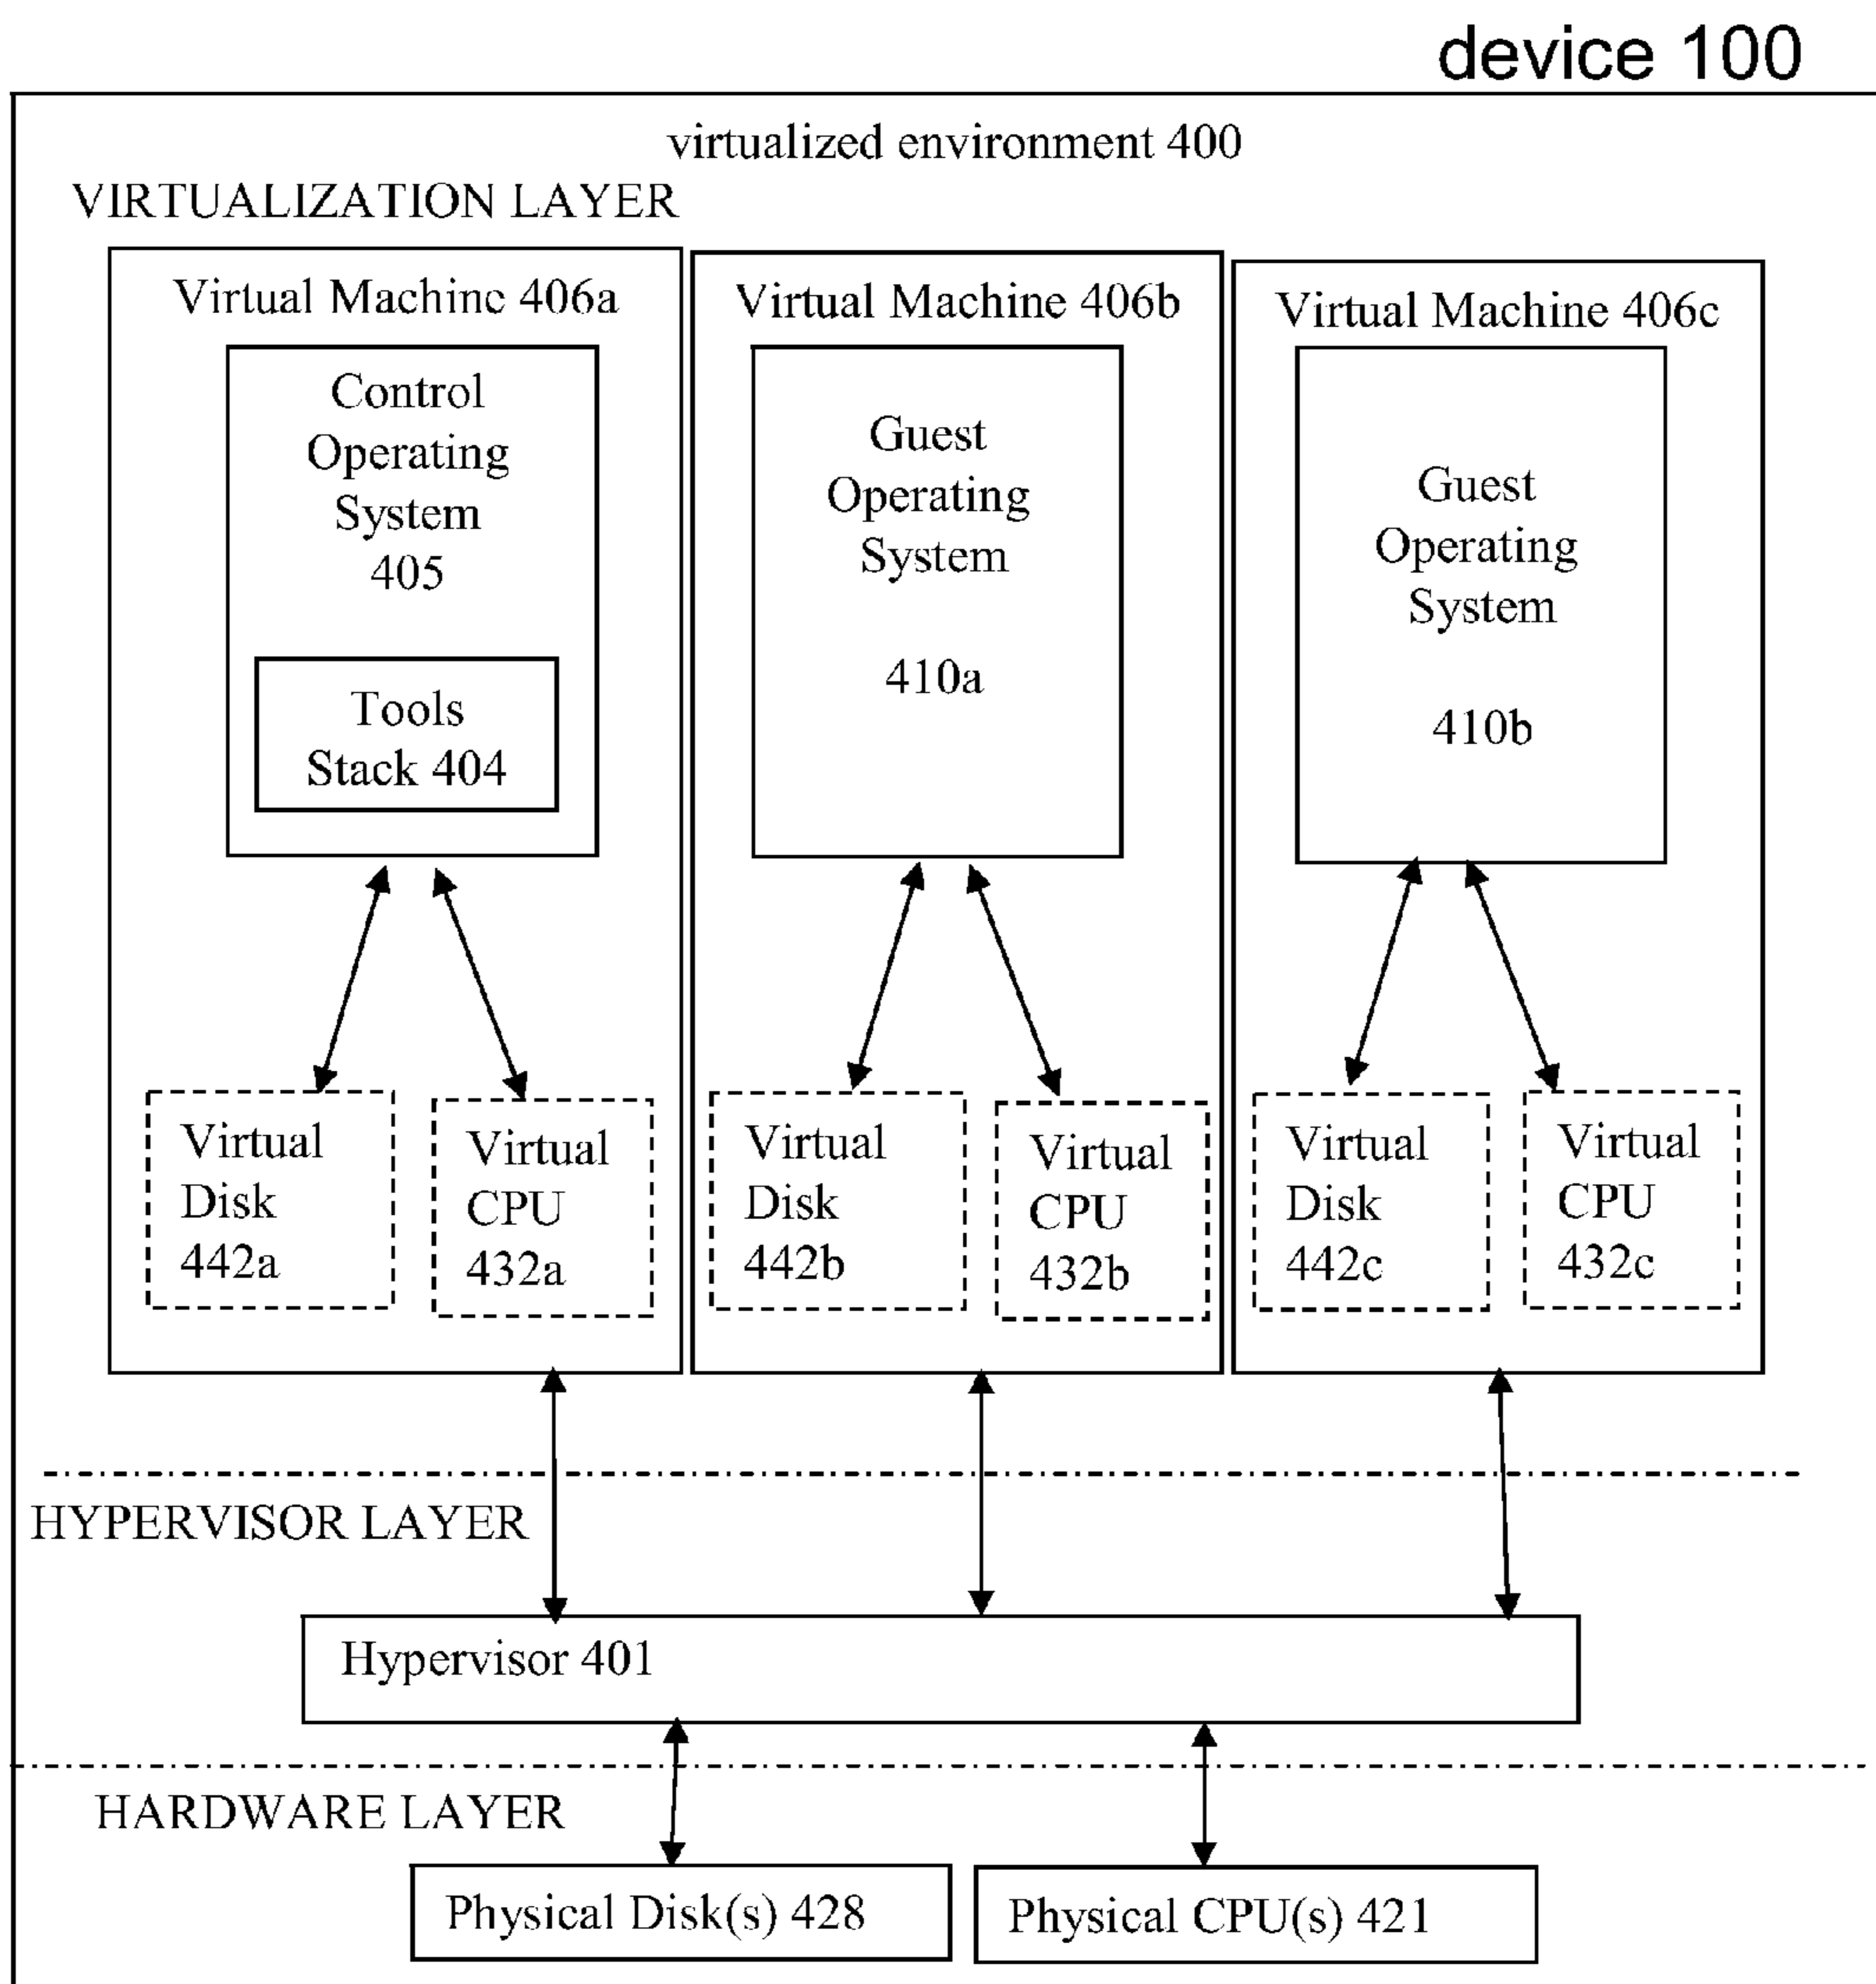 device 100
virtualized environment 400
VIRTUALIZATION LAYER
Virtual Machine 406a
Control
Operating
System
405
Tools
Stack 404
Virtual
Disk
442a
Virtual
CPU
432a
Virtual Machine 406b
Guest
Operating
System
410a
Virtual
Disk
442b
Virtual
CPU
432b
Virtual Machine 406c
Guest
Operating
System
410b
Virtual
Disk
442c
Virtual
CPU
432c
HYPERVISOR LAYER
Hypervisor 401
HARDWARE LAYER
Physical Disk(s) 428
Physical CPU(s) 421